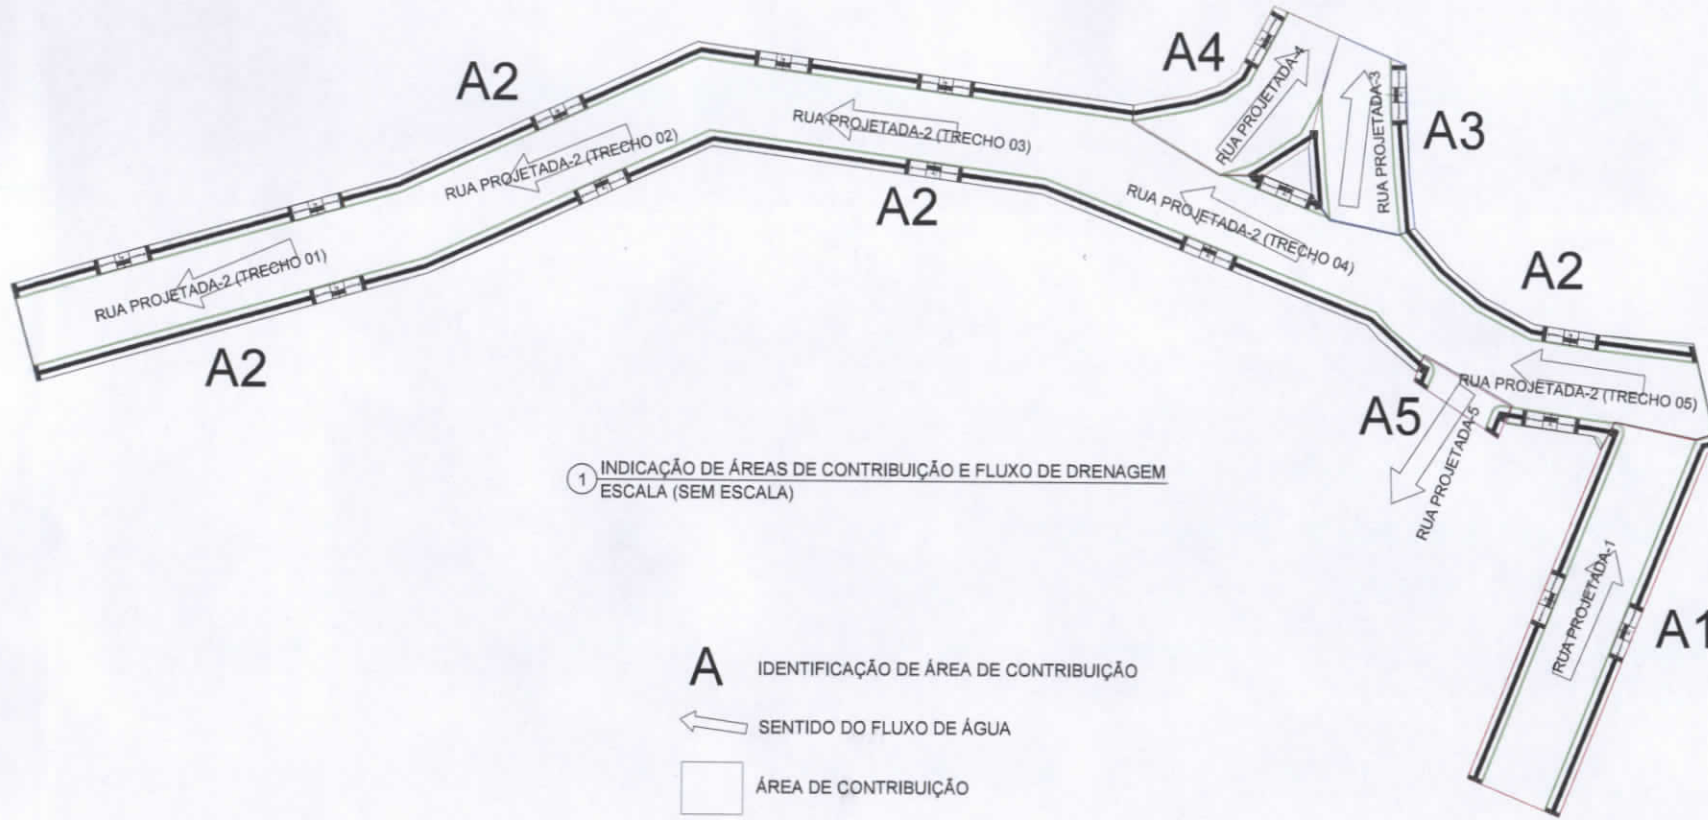 A4
A2
RUA PROJETADA-4
RUA PROJETADA-3
A3
RUA PROJETADA-2 (TRECHO 03)
RUA PROJETADA-2 (TRECHO 02)
A2
RUA PROJETADA-2 (TRECHO 04)
RUA PROJETADA-2 (TRECHO 01)
A2
A2
RUA PROJETADA-2 (TRECHO 05)
A5
RUA PROJETADA-5
1 INDICAÇÃO DE ÁREAS DE CONTRIBUIÇÃO E FLUXO DE DRENAGEM
ESCALA (SEM ESCALA)
RUA PROJETADA-1
A1
A IDENTIFICAÇÃO DE ÁREA DE CONTRIBUIÇÃO
SENTIDO DO FLUXO DE ÁGUA
ÁREA DE CONTRIBUIÇÃO